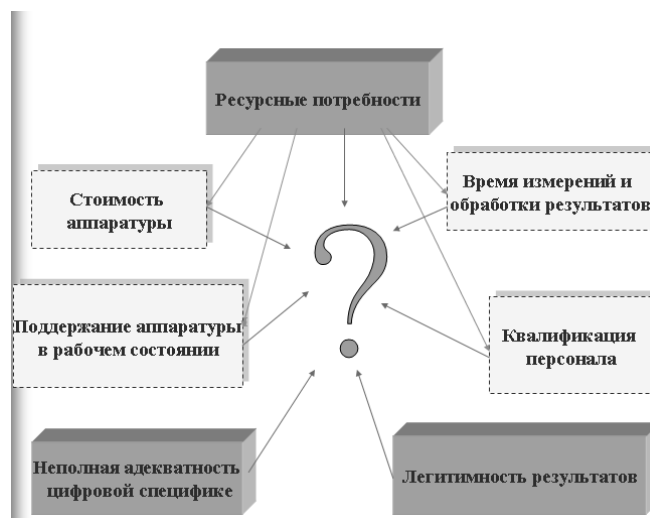 Ресурсные потребности
Стоимость
аппаратуры
Время измерений и
обработки результатов
?
Поддержание аппаратуры
в рабочем состоянии
Квалификация
персонала
Неполная адекватность
цифровой специфике
Легитимность результатов